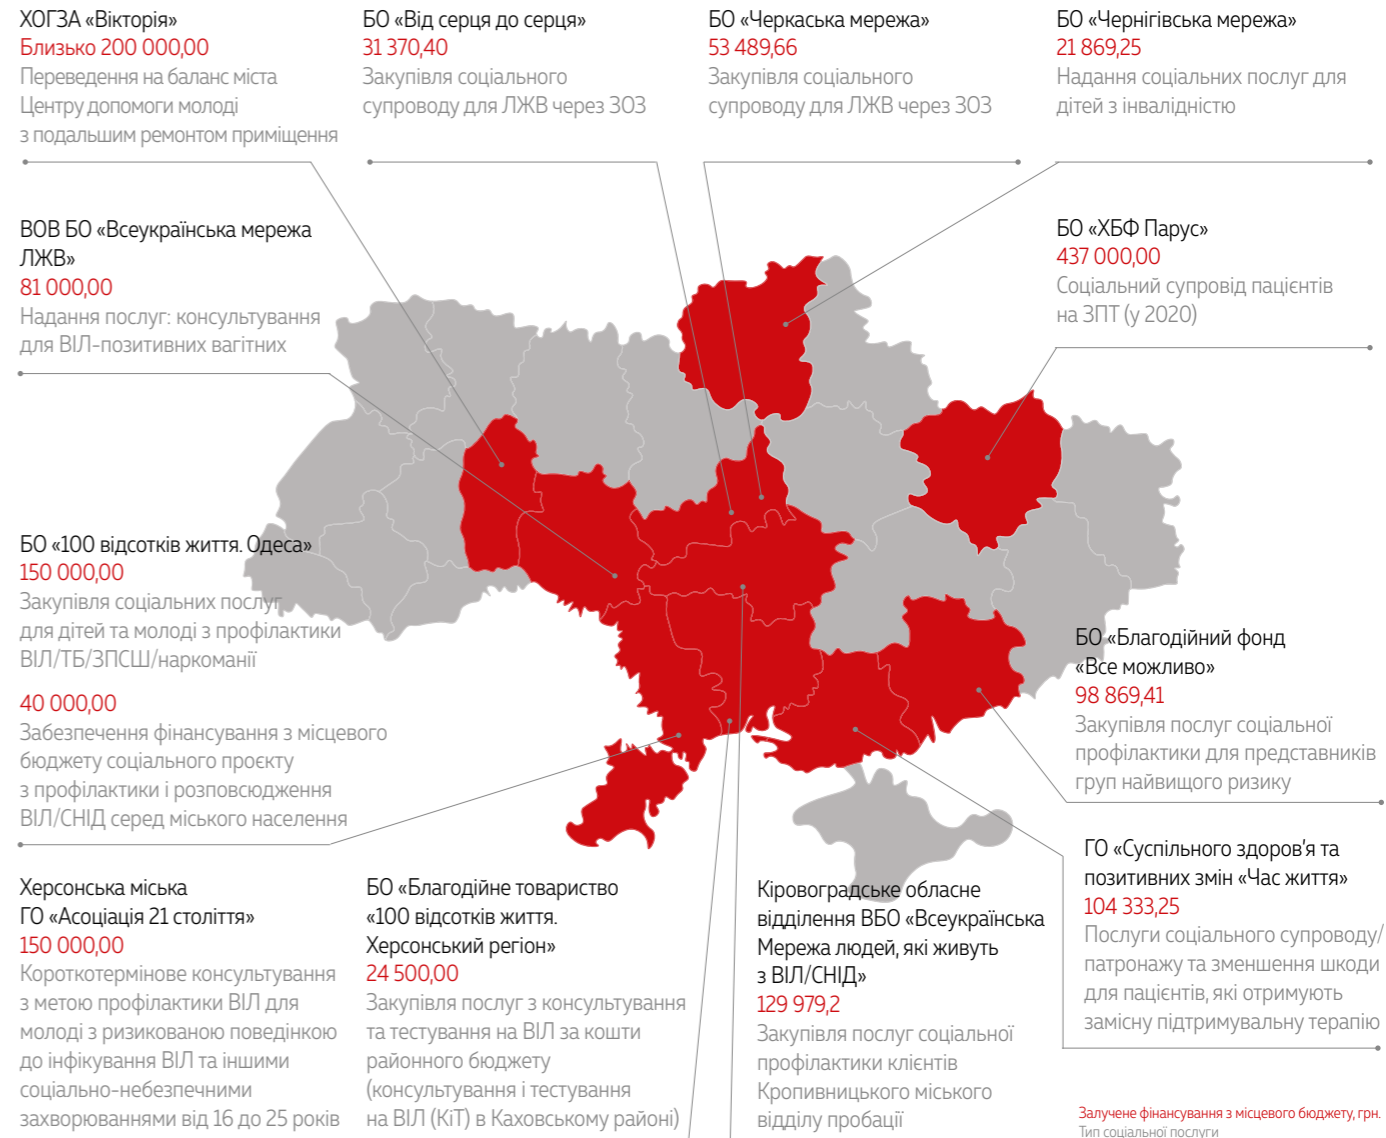 ХОГЗА «Вікторія»
Близько 200 000,00
Переведення на баланс міста
Центру допомоги молоді
з подальшим ремонтом приміщення
БО «Від серця до серця»
31 370,40
Закупівля соціального
супроводу для ЛЖВ через ЗОЗ
БО «Черкаська мережа»
53 489,66
Закупівля соціального
супроводу для ЛЖВ через ЗОЗ
БО «Чернігівська мережа»
21 869,25
Надання соціальних послуг для
дітей з інвалідністю
ВОВ БО «Всеукраїнська мережа
ЛЖВ»
81 000,00
Надання послуг: консультування
для ВІЛ-позитивних вагітних
БО «ХБФ Парус»
437 000,00
Соціальний супровід пацієнтів
на ЗПТ (у 2020)
БО «100 відсотків життя. Одеса»
150 000,00
Закупівля соціальних послуг
для дітей та молоді з профілактики
ВІЛ/ТБ/ЗПСШ/наркоманії
40 000,00
Забезпечення фінансування з місцевого
бюджету соціального проєкту
з профілактики і розповсюдження
ВІЛ/СНІД серед міського населення
БО «Благодійний фонд
«Все можливо»
98 869,41
Закупівля послуг соціальної
профілактики для представників
груп найвищого ризику
Херсонська міська
ГО «Асоціація 21 століття»
150 000,00
Короткотермінове консультування
з метою профілактики ВІЛ для
молоді з ризикованою поведінкою
до інфікування ВІЛ та іншими
соціально-небезпечними
захворюваннями від 16 до 25 років
БО «Благодійне товариство
«100 відсотків життя.
Херсонський регіон»
24 500,00
Закупівля послуг з консультування
та тестування на ВІЛ за кошти
районного бюджету
(консультування і тестування
на ВІЛ (КіТ) в Каховському районі)
Кіровоградське обласне
відділення ВБО «Всеукраїнська
Мережа людей, які живуть
з ВІЛ/СНІД»
129 979,2
Закупівля послуг соціальної
профілактики клієнтів
Кропивницького міського
відділу пробації
ГО «Суспільного здоров'я та
позитивних змін «Час життя»
104 333,25
Послуги соціального супроводу/
патронажу та зменшення шкоди
для пацієнтів, які отримують
замісну підтримувальну терапію
Залучене фінансування з місцевого бюджету, грн.
Тип соціальної послуги